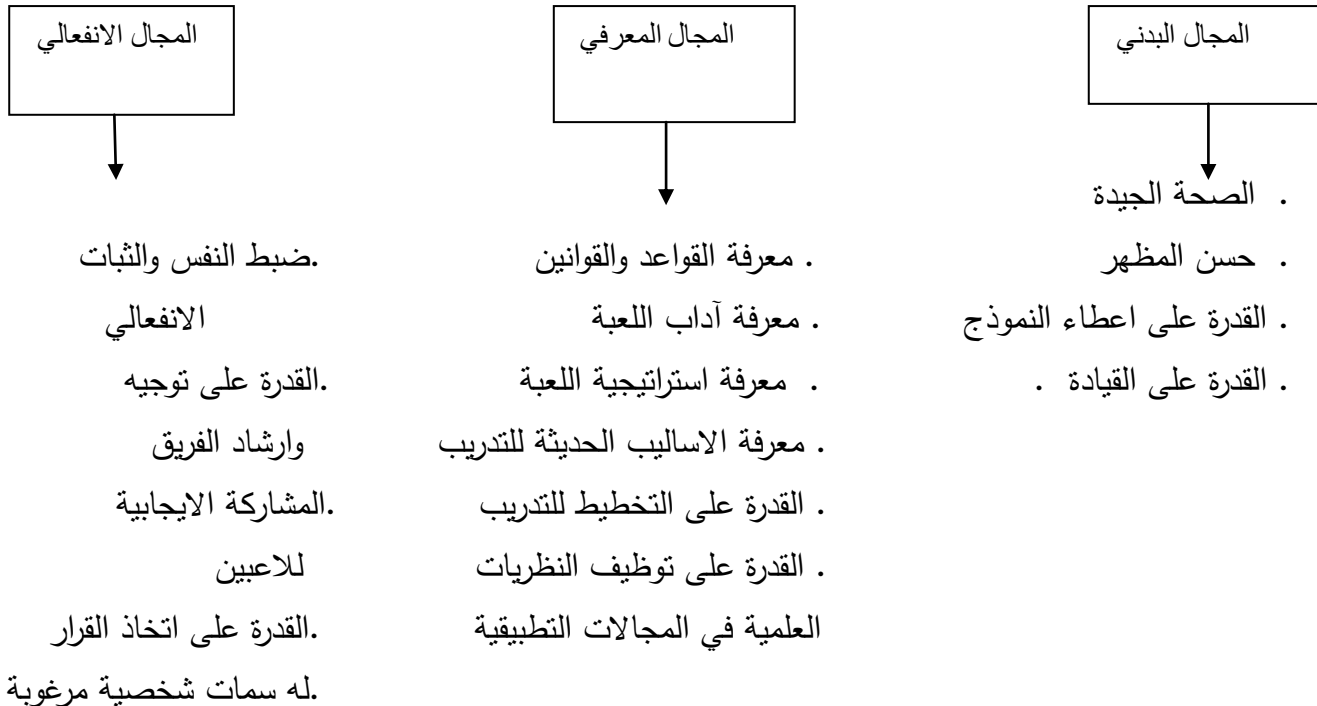 المجال البدني
المجال المعرفي
المجال الانفعالي
. الصحة الجيدة
. حسن المظهر
. القدرة على اعطاء النموذج
. القدرة على القيادة .
. معرفة القواعد والقوانين
. معرفة آداب اللعبة
. معرفة استراتيجية اللعبة
. معرفة الاساليب الحديثة للتدريب
. القدرة على التخطيط للتدريب
. القدرة على توظيف النظريات
العلمية في المجالات التطبيقية
.ضبط النفس والثبات
الانفعالي
.القدرة على توجيه
وارشاد الفريق
.المشاركة الايجابية
للاعبين
.القدرة على اتخاذ القرار
.له سمات شخصية مرغوبة